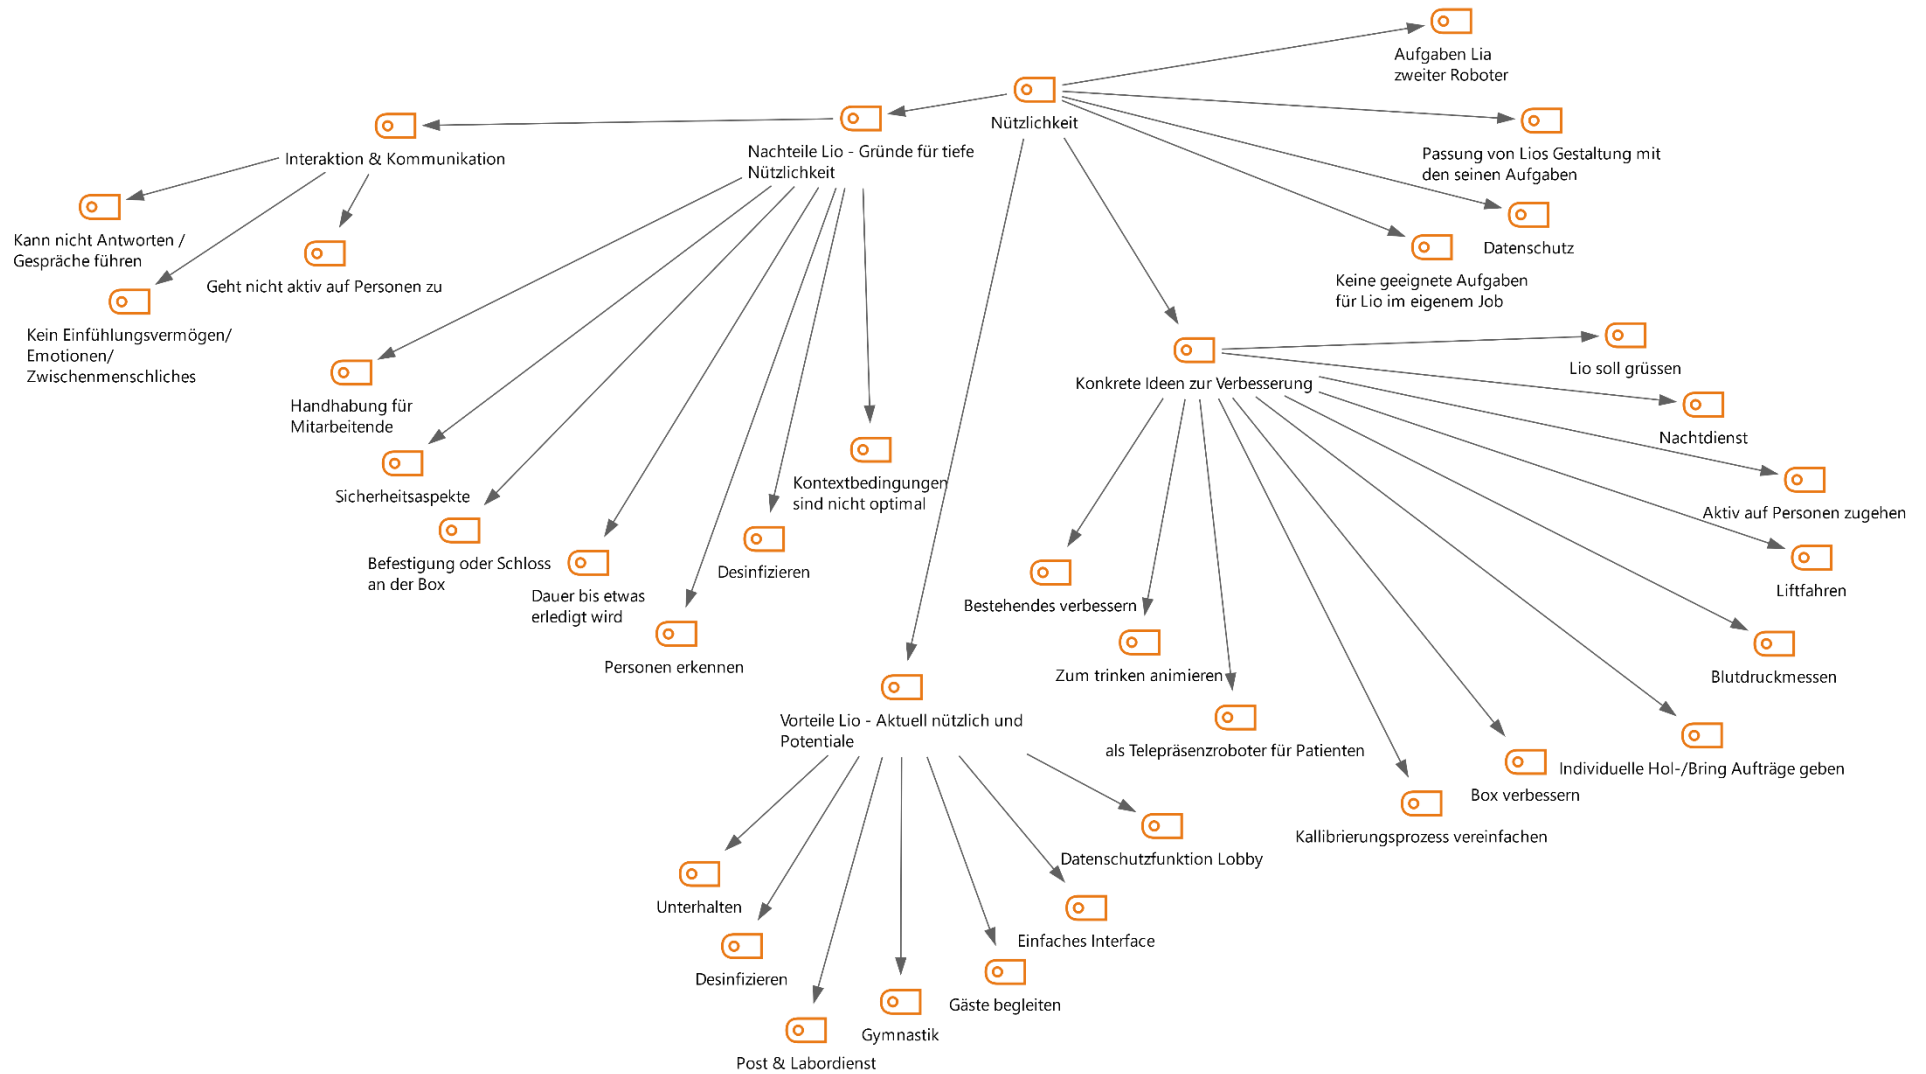 Aufgaben Lia
zweiter Roboter
Nützlichkeit
Passung von Lios Gestaltung mit
den seinen Aufgaben
Nachteile Lio - Gründe für tiefe
Nützlichkeit
Interaktion & Kommunikation
Datenschutz
Kann nicht Antworten /
Gespräche führen
Geht nicht aktiv auf Personen zu
Keine geeignete Aufgaben
für Lio im eigenem Job
Kein Einfühlungsvermögen/
Emotionen/
Zwischenmenschliches
Lio soll grüssen
Konkrete Ideen zur Verbesserung
Handhabung für
Mitarbeitende
Nachtdienst
Kontextbedingungen
sind nicht optimal
Sicherheitsaspekte
Aktiv auf Personen zugehen
Befestigung oder Schloss
an der Box
Desinfizieren
Liftfahren
Dauer bis etwas
erledigt wird
Bestehendes verbessern
Personen erkennen
Zum trinken animieren
Blutdruckmessen
Vorteile Lio - Aktuell nützlich und
Potentiale
als Telepräsenzroboter für Patienten
Individuelle Hol-/Bring Aufträge geben
Box verbessern
Kallibrierungsprozess vereinfachen
Datenschutzfunktion Lobby
Unterhalten
Einfaches Interface
Desinfizieren
Gäste begleiten
Gymnastik
Post & Labordienst